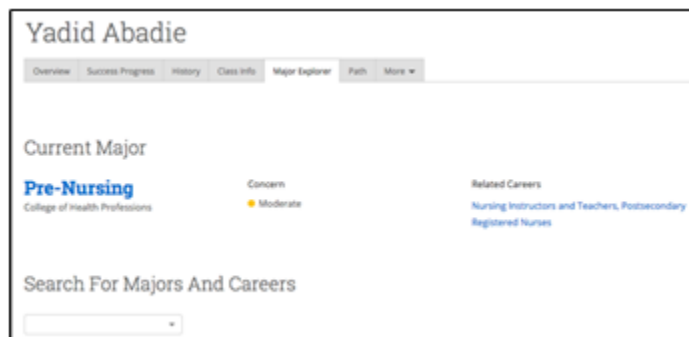 Yadid Abadie
Overview Success Progress History Class Info Major Explorer Path More
Current Major
Pre-Nursing
College of Health Professions
Concern
Moderate
Related Careers
Nursing Instructors and Teachers, Postsecondary
Registered Nurses
Search For Majors And Careers